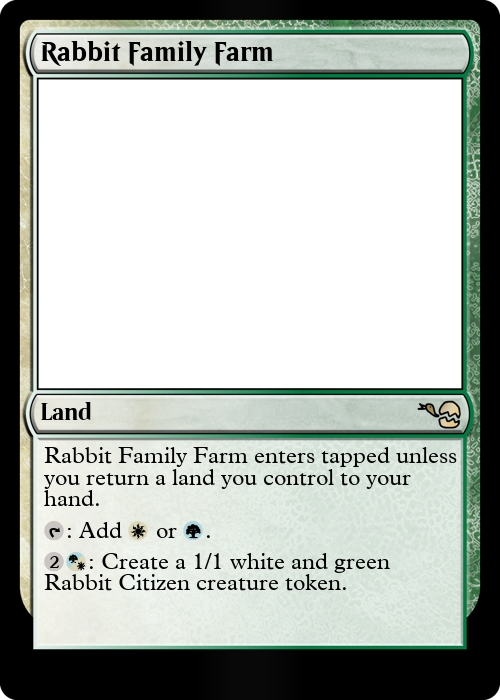 Rabbit Family Farm
Land
Rabbit Family Farm enters tapped unless
you return a land you control to your
hand.
: Add or .
2 : Create a 1/1 white and green
Rabbit Citizen creature token.